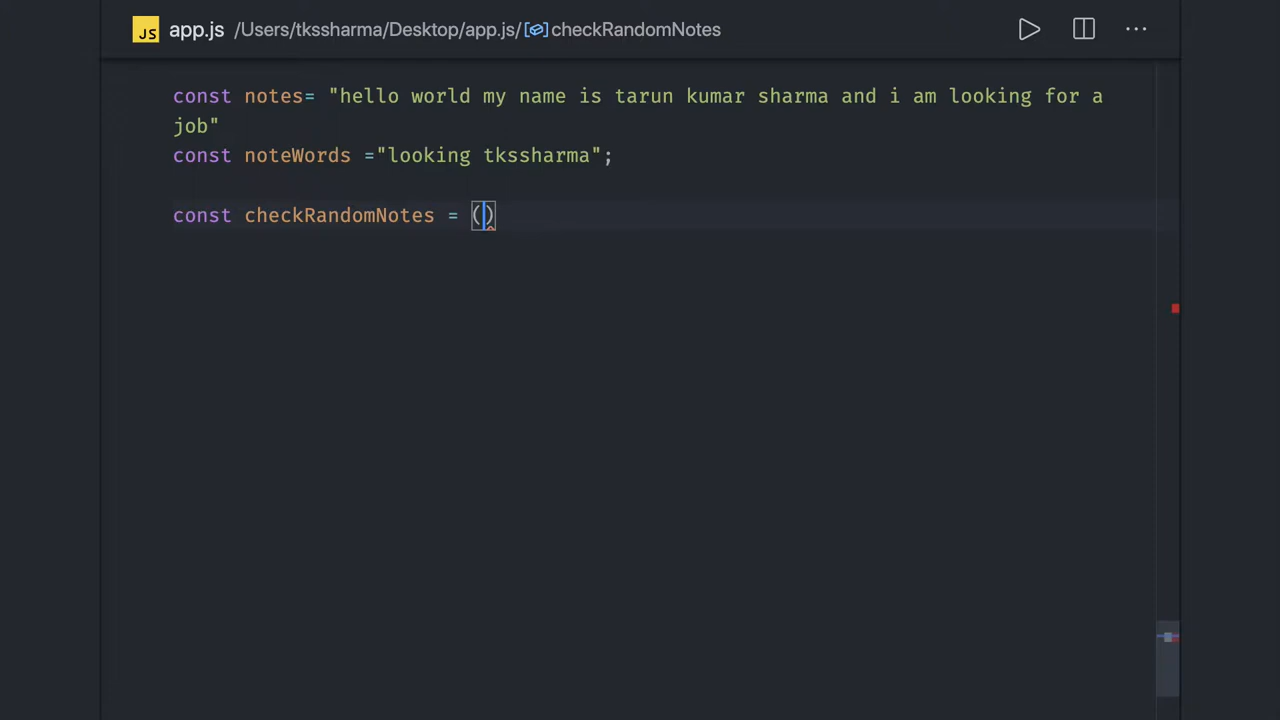 JS app.js /Users/tkssharma/Desktop/app.js/checkRandomNotes
const notes= "hello world my name is tarun kumar sharma and i am looking for a
job"
const noteWords ="looking tkssharma";
const checkRandomNotes = ()